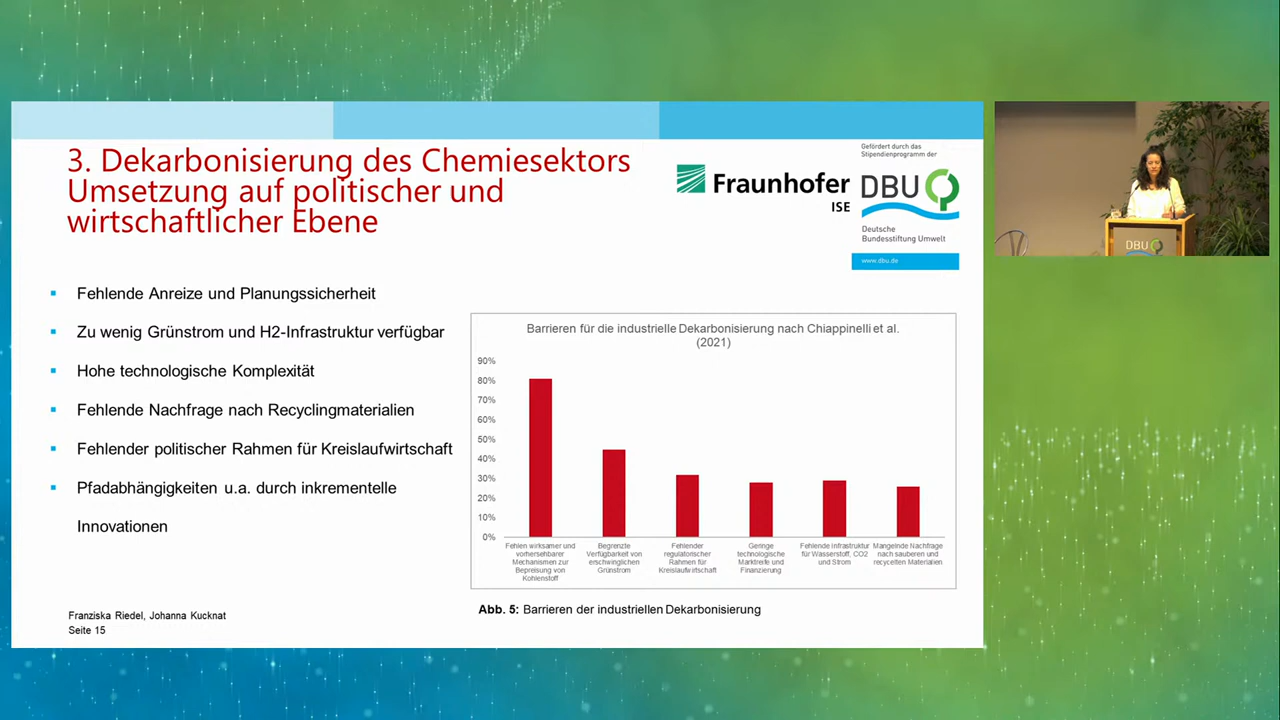 3. Dekarbonisierung des Chemiesektors
Umsetzung auf politischer und
wirtschaftlicher Ebene
Fraunhofer
ISE
Gefördert durch das
Stipendienprogramm der
DBU
Deutsche
Bundesstiftung Umwelt
www.dbu.de
Fehlende Anreize und Planungssicherheit
Zu wenig Grünstrom und H2-Infrastruktur verfügbar
Hohe technologische Komplexität
Fehlende Nachfrage nach Recyclingmaterialien
Fehlender politischer Rahmen für Kreislaufwirtschaft
Pfadabhängigkeiten u.a. durch inkrementelle
Innovationen
Barrieren für die industrielle Dekarbonisierung nach Chiappinelli et al.
(2021)
90%
80%
70%
60%
50%
40%
30%
20%
10%
0%
Fehlen wirksamer und
vorhersehbarer
Mechanismen zur
Bepreisung von
Kohlenstoff
Begrenzte
Verfügbarkeit von
erschwinglichen
Grünstrom
Fehlender
regulatorischer
Rahmen für
Kreislaufwirtschaft
Geringe
technologische
Marktreife und
Finanzierung
Fehlende Infrastruktur
für Wasserstoff, CO2
und Strom
Mangelnde Nachfrage
nach sauberen und
recycelten Materialien
Abb. 5: Barrieren der industriellen Dekarbonisierung
Franziska Riedel, Johanna Kucknat
Seite 15
DBU